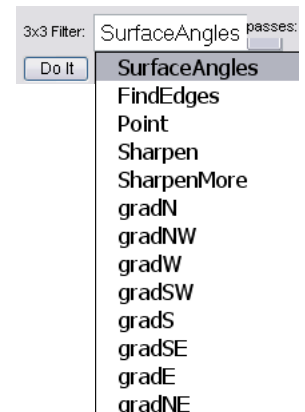 3x3 Filter: SurfaceAngles passes:
Do It
SurfaceAngles
FindEdges
Point
Sharpen
SharpenMore
gradN
gradNW
gradW
gradSW
gradS
gradSE
gradE
gradNE